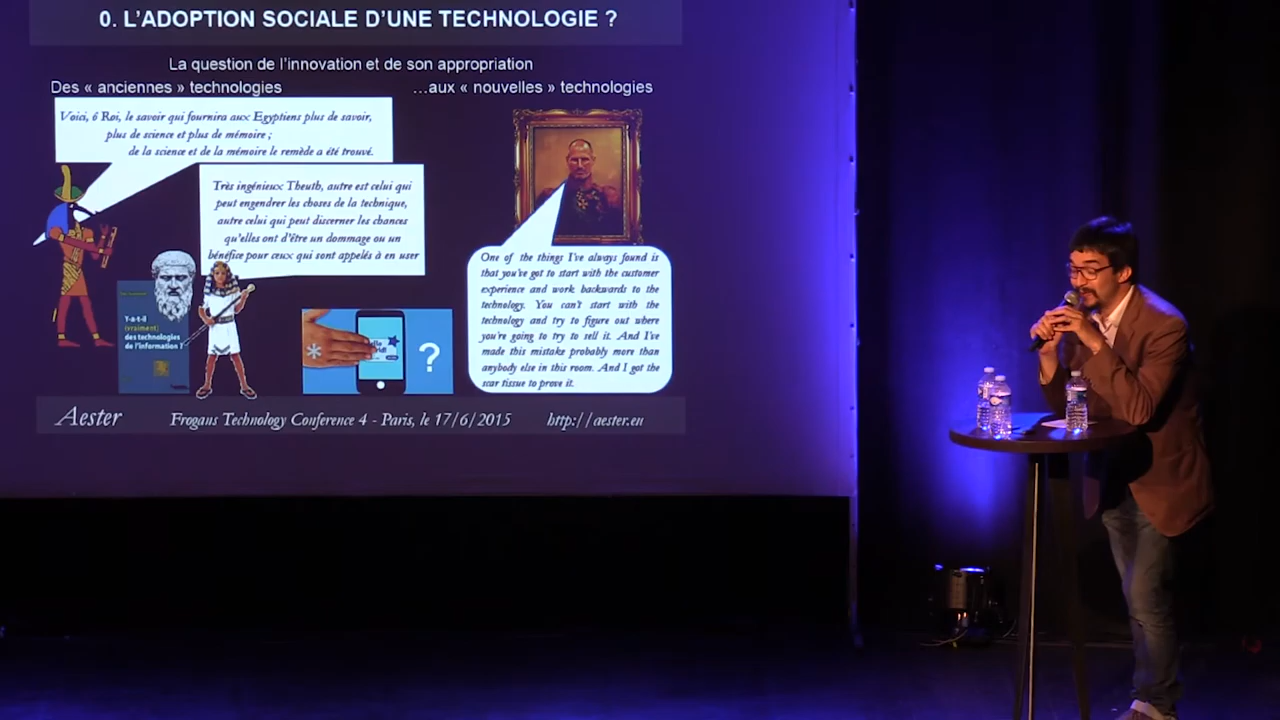 0. L’ADOPTION SOCIALE D’UNE TECHNOLOGIE ?
La question de l’innovation et de son appropriation
Des « anciennes » technologies
…aux « nouvelles » technologies
Voici, ô Roi, le savoir qui fournira aux Egyptiens plus de savoir,
plus de science et plus de mémoire ;
de la science et de la mémoire le remède a été trouvé.
Très ingénieux Theuth, autre est celui qui
peut engendrer les choses de la technique,
autre celui qui peut discerner les chances
qu’elles ont d’être un dommage ou un
bénéfice pour ceux qui sont appelés à en user
Y-a-t-il
(vraiment)
des technologies
de l’information ?
*
?
One of the things I’ve always found is
that you’ve got to start with the customer
experience and work backwards to the
technology. You can’t start with the
technology and try to figure out where
you’re going to try to sell it. And I’ve
made this mistake probably more than
anybody else in this room. And I got the
scar tissue to prove it.
Aester
Frogans Technology Conference 4 - Paris, le 17/6/2015
http://aester.eu